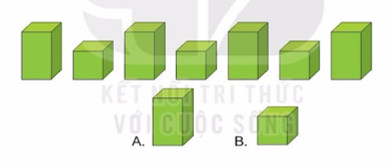 KẾT NỐI TRI THỨC
VỚI CUỘC SỐNG
A. B.